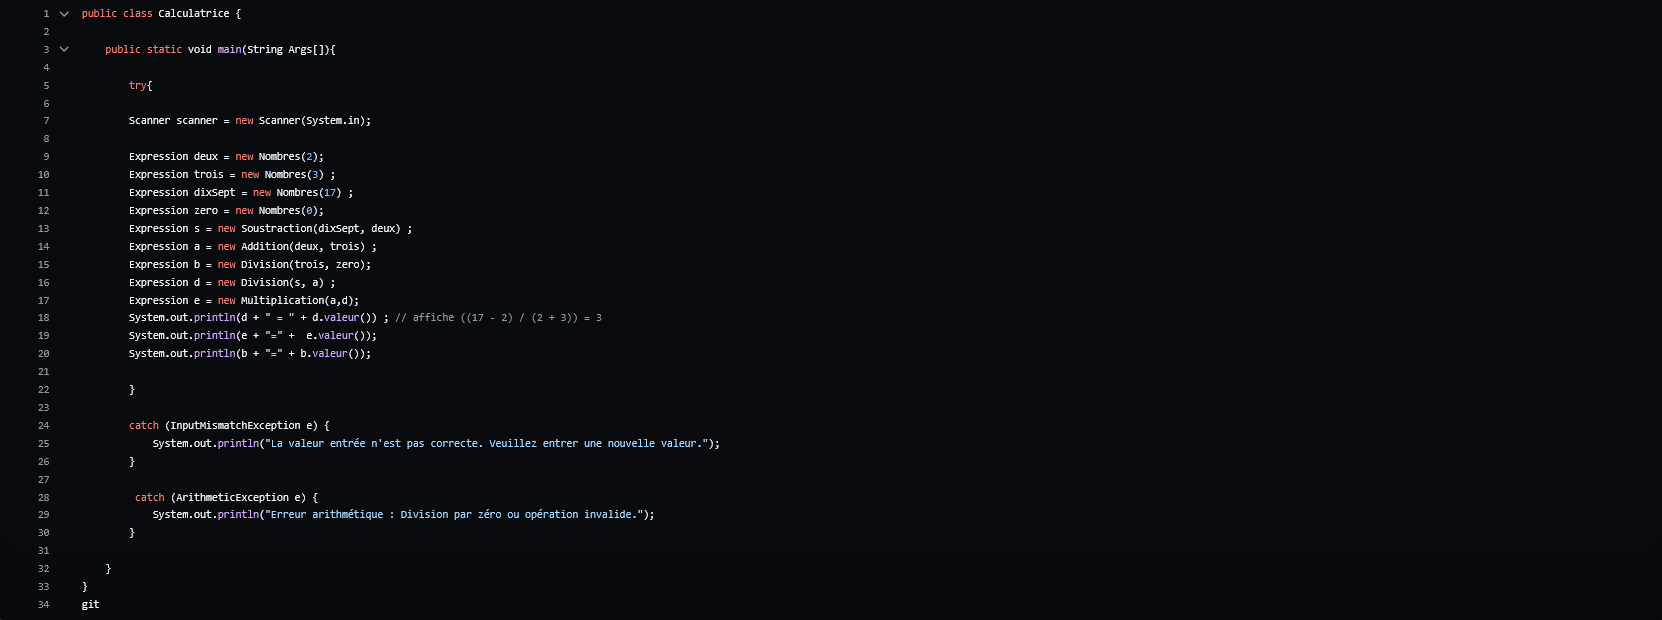 1 public class Calculatrice {
2
3 public static void main(String Args[]){
4
5 try{
6
7 Scanner scanner = new Scanner(System.in);
8
9 Expression deux = new Nombres(2);
10 Expression trois = new Nombres(3) ;
11 Expression dixSept = new Nombres(17) ;
12 Expression zero = new Nombres(0);
13 Expression s = new Soustraction(dixSept, deux) ;
14 Expression a = new Addition(deux, trois) ;
15 Expression b = new Division(trois, zero);
16 Expression d = new Division(s, a) ;
17 Expression e = new Multiplication(a,d);
18 System.out.println(d + " = " + d.valeur()) ; // affiche ((17 - 2) / (2 + 3)) = 3
19 System.out.println(e + "=" +  e.valeur());
20 System.out.println(b + "=" + b.valeur());
21
22 }
23
24 catch (InputMismatchException e) {
25 System.out.println("La valeur entrée n'est pas correcte. Veuillez entrer une nouvelle valeur.");
26 }
27
28 catch (ArithmeticException e) {
29 System.out.println("Erreur arithmétique : Division par zéro ou opération invalide.");
30 }
31
32 }
33 }
34 git